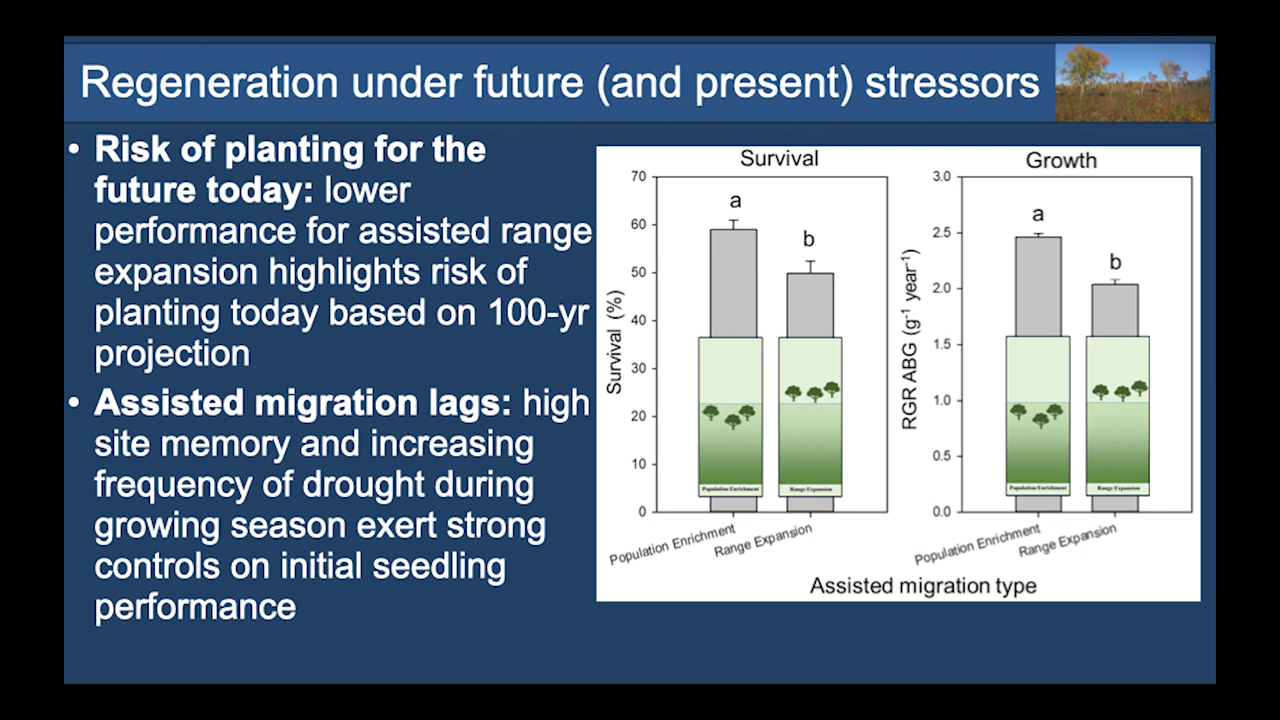 Regeneration under future (and present) stressors
• Risk of planting for the
future today: lower
performance for assisted range
expansion highlights risk of
planting today based on 100-yr
projection
• Assisted migration lags: high
site memory and increasing
frequency of drought during
growing season exert strong
controls on initial seedling
performance
Survival
70
60
50
40
30
20
10
0
Survival (%)
a
b
Population Enrichment
Range Expansion
Population Enrichment
Range Expansion
Growth
3.0
2.5
2.0
1.5
1.0
0.5
0.0
RGR ABG (g⁻¹ year⁻¹)
a
b
Population Enrichment
Range Expansion
Population Enrichment
Range Expansion
Assisted migration type